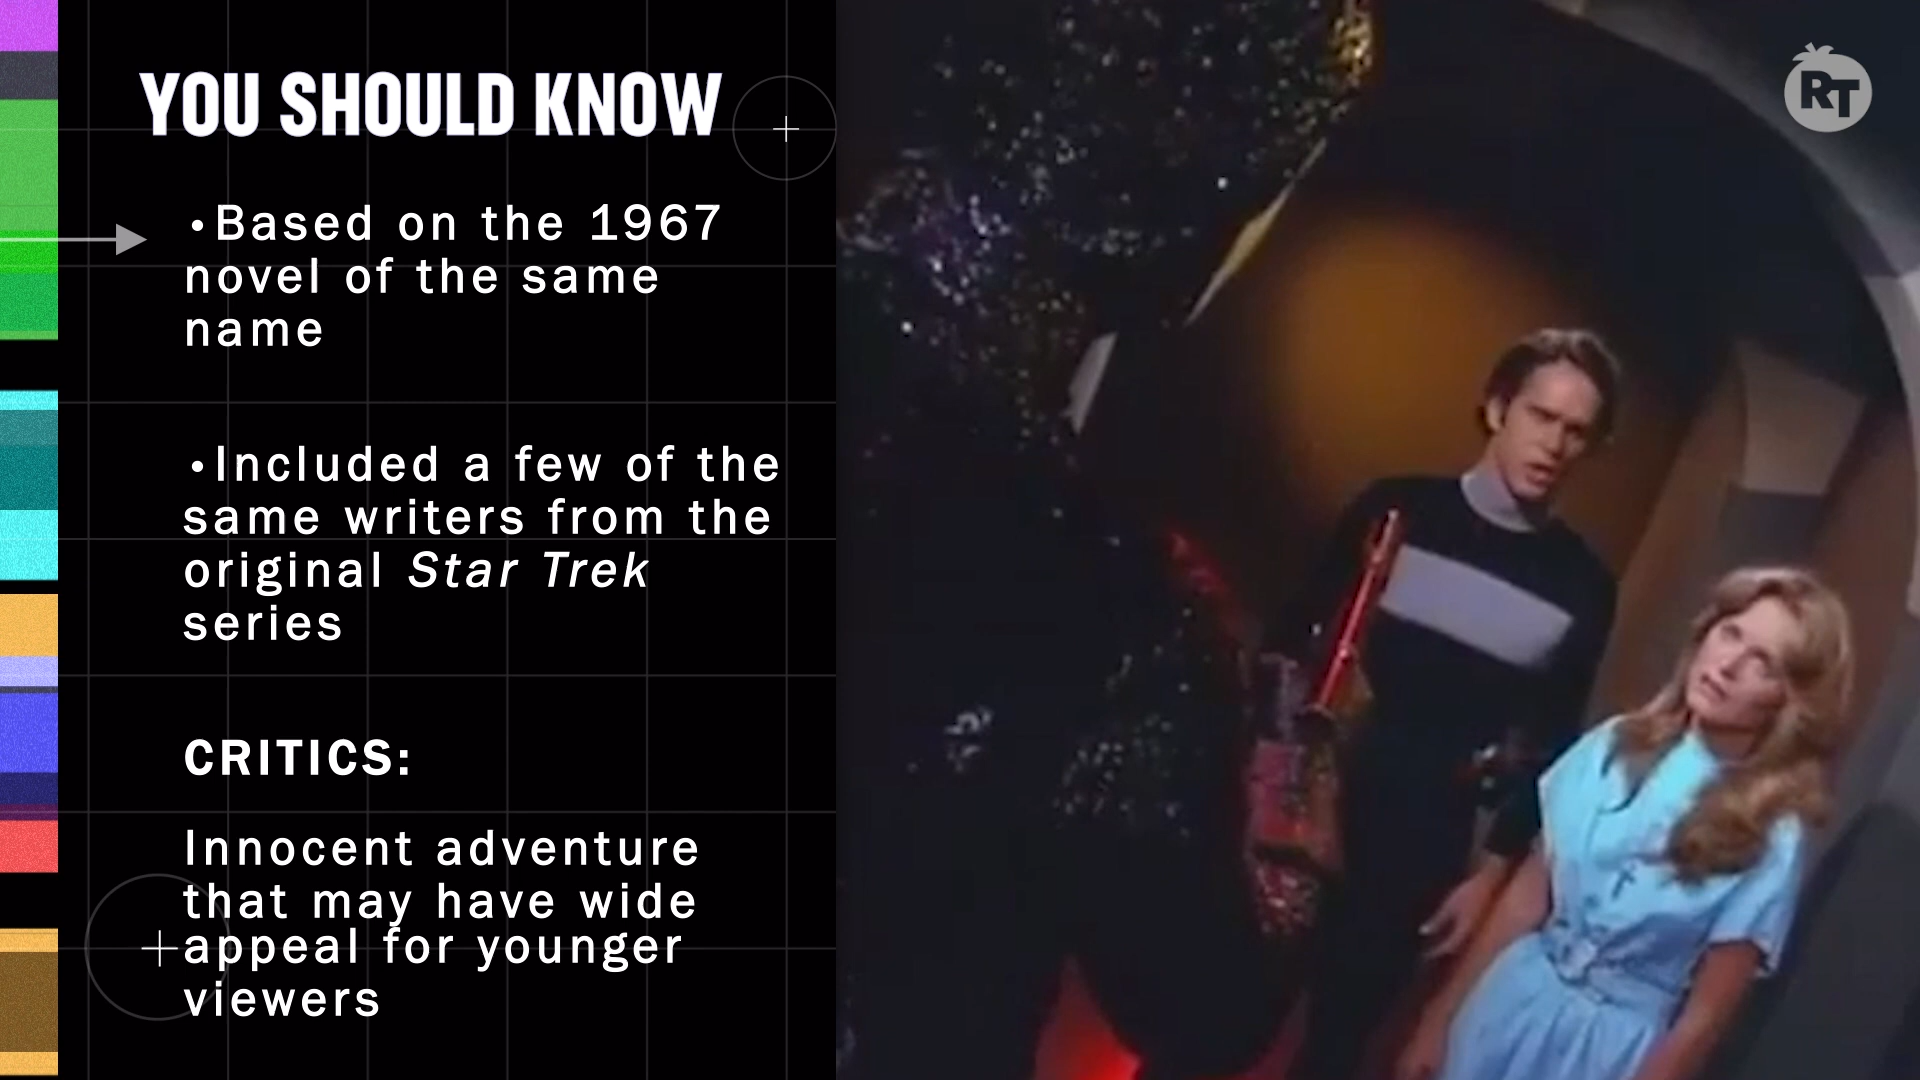 YOU SHOULD KNOW
RT
•Based on the 1967
novel of the same
name
•Included a few of the
same writers from the
original Star Trek
series
CRITICS:
Innocent adventure
that may have wide
appeal for younger
viewers